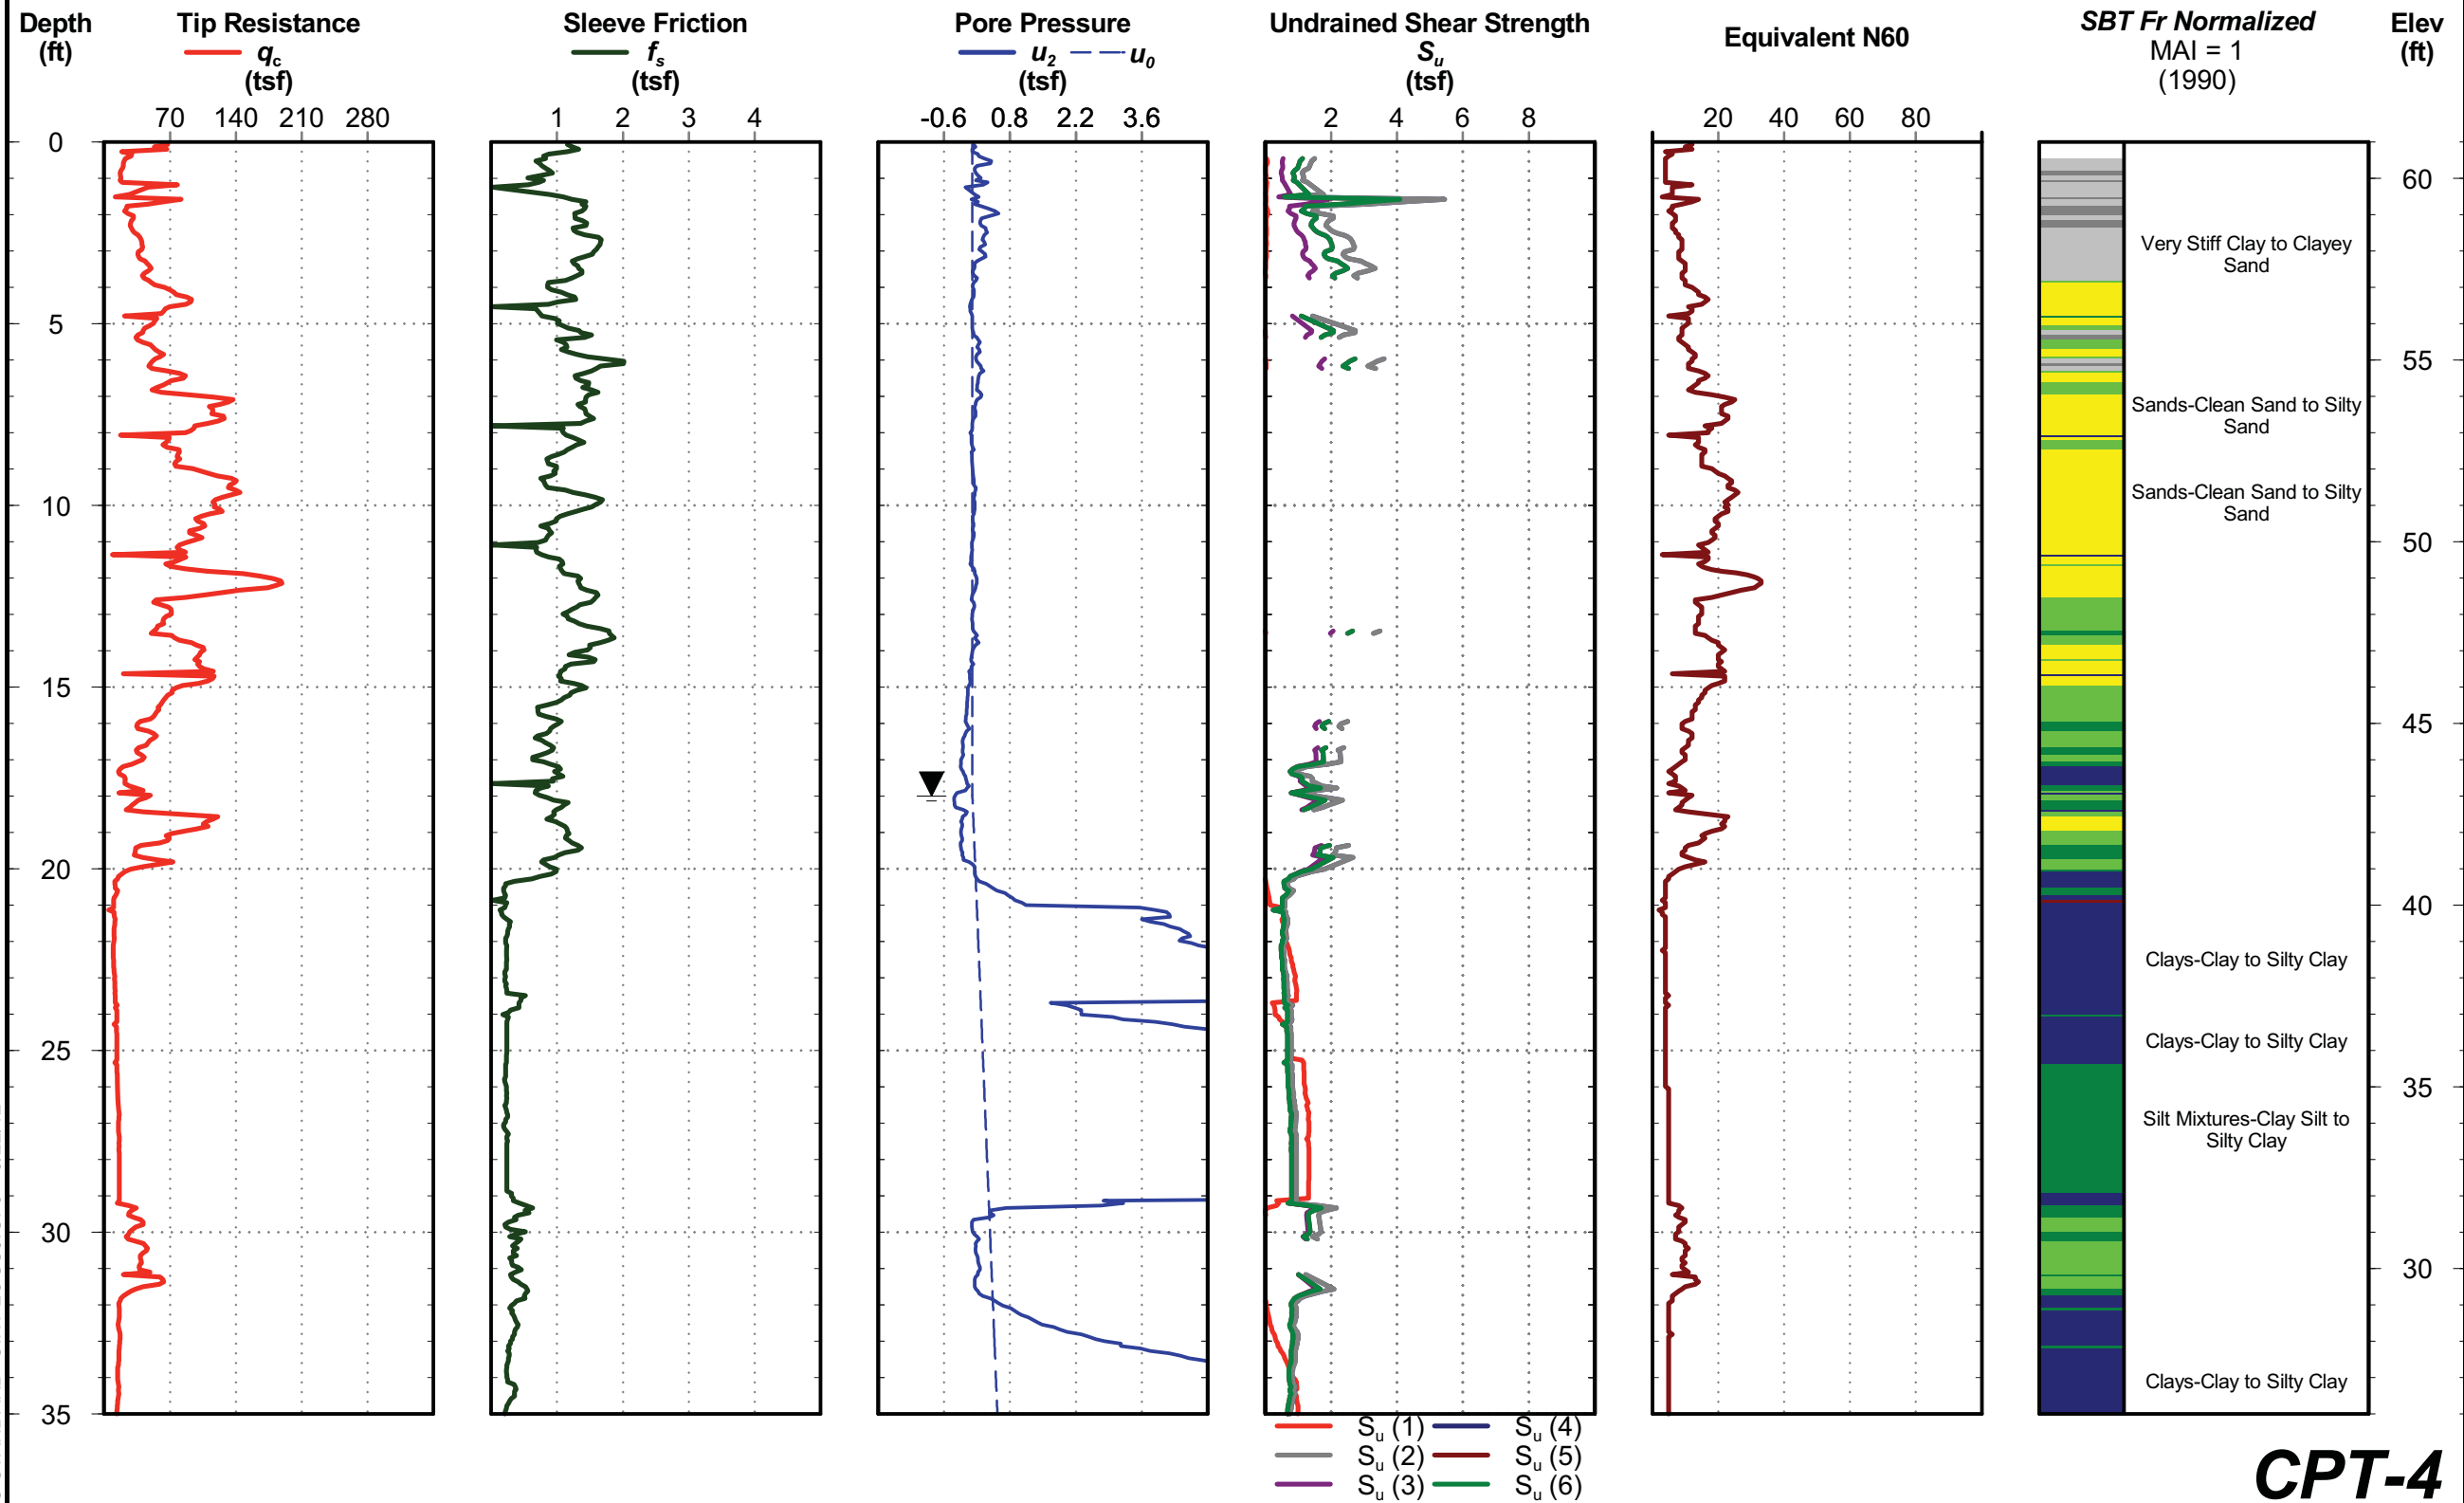 Depth
(ft)
Tip Resistance
qc
(tsf)
70 140 210 280
Sleeve Friction
fs
(tsf)
1 2 3 4
Pore Pressure
u2 u0
(tsf)
-0.6 0.8 2.2 3.6
Undrained Shear Strength
Su
(tsf)
2 4 6 8
Equivalent N60
20 40 60 80
SBT Fr Normalized
MAI = 1
(1990)
Elev
(ft)
0
5
10
15
20
25
30
35
Very Stiff Clay to Clayey
Sand
Sands-Clean Sand to Silty
Sand
Sands-Clean Sand to Silty
Sand
Clays-Clay to Silty Clay
Clays-Clay to Silty Clay
Silt Mixtures-Clay Silt to
Silty Clay
Clays-Clay to Silty Clay
60
55
50
45
40
35
30
Su (1) Su (4)
Su (2) Su (5)
Su (3) Su (6)
CPT-4